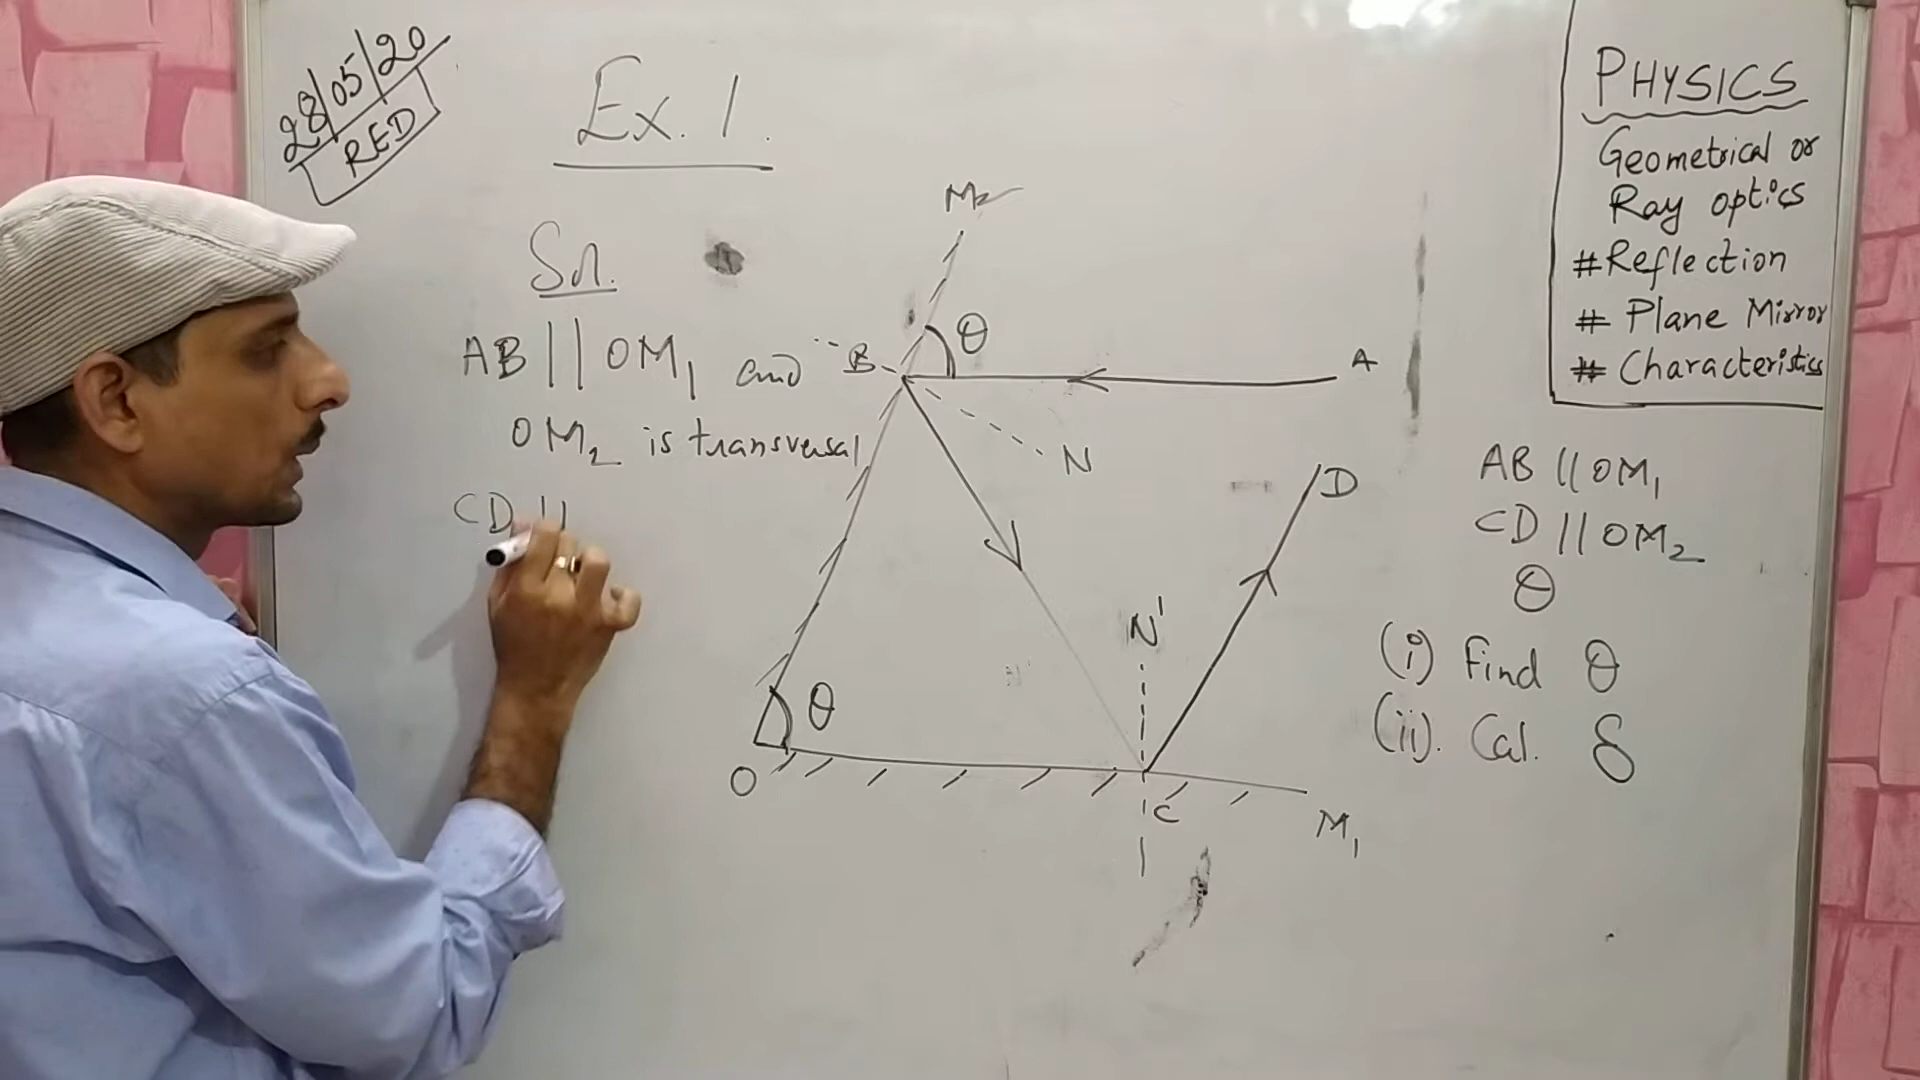 28/05/20
RED
Ex. 1.
Sol.
AB || OM1 and
OM2 is transversal
CD ||
M2
θ
B
A
N
D
N'
θ
O
C
M1
PHYSICS
Geometrical or
Ray optics
# Reflection
# Plane Mirror
# Characteristics
AB || OM1
CD || OM2
θ
(i) Find θ
(ii). Cal. δ